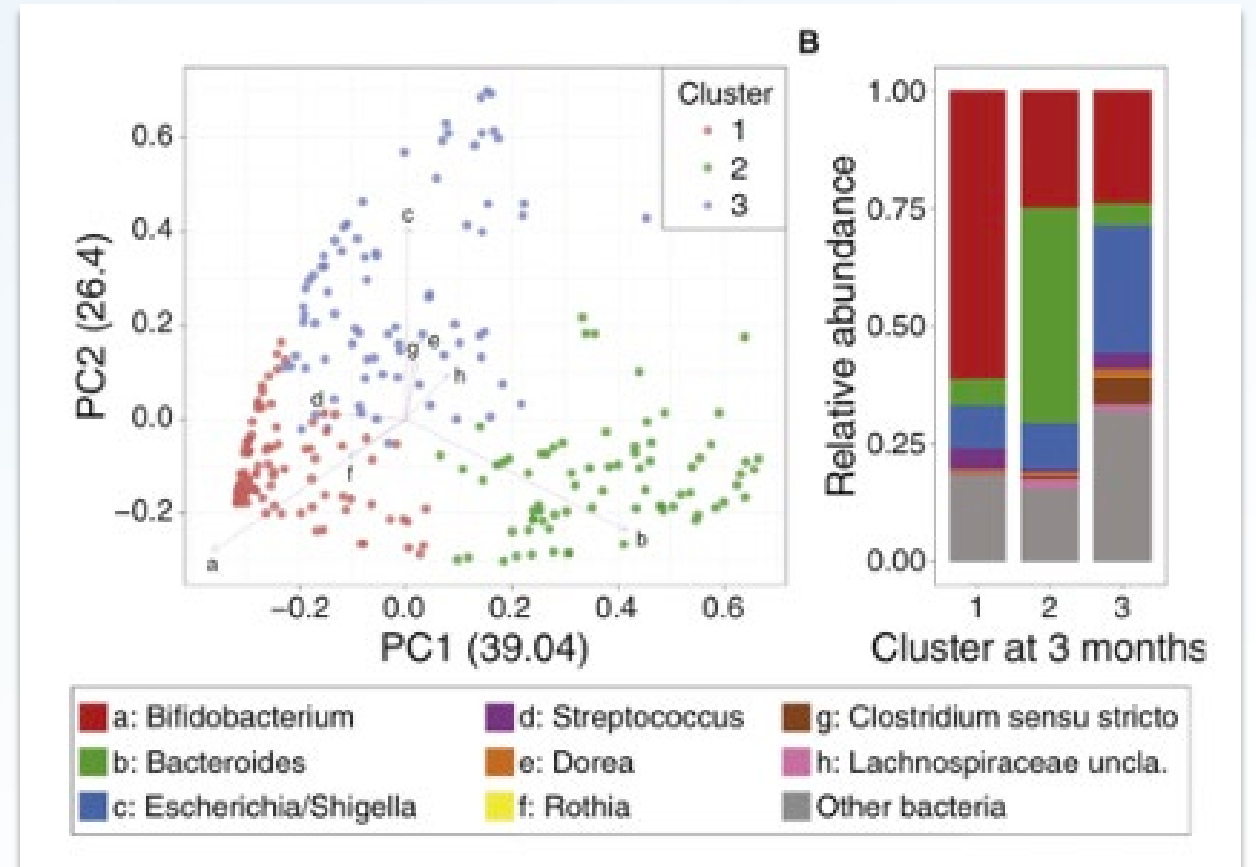 B
Cluster
1
2
3
0.6
0.4
0.2
0.0
−0.2
PC2 (26.4)
c
e
g
h
d
f
b
a
−0.2 0.0 0.2 0.4 0.6
PC1 (39.04)
1.00
0.75
0.50
0.25
0.00
Relative abundance
1 2 3
Cluster at 3 months
a: Bifidobacterium
b: Bacteroides
c: Escherichia/Shigella
d: Streptococcus
e: Dorea
f: Rothia
g: Clostridium sensu stricto
h: Lachnospiraceae uncla.
Other bacteria